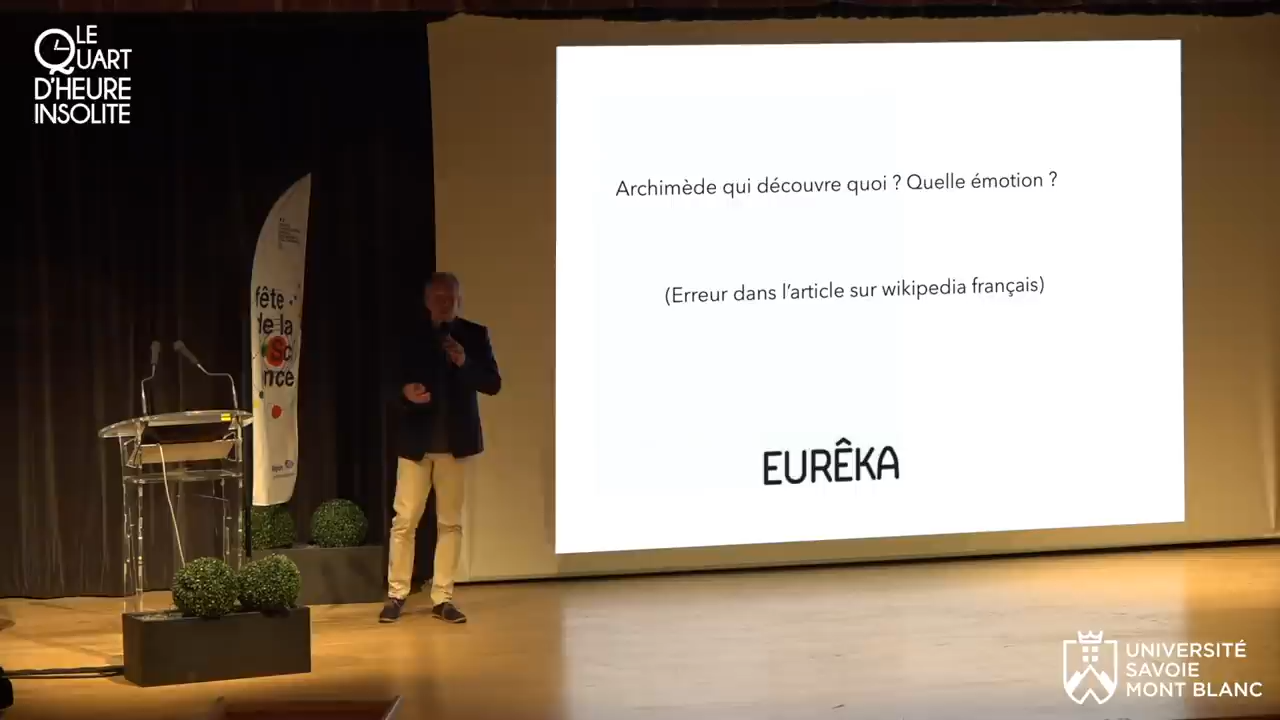 LE
QUART
D'HEURE
INSOLITE
Archimède qui découvre quoi ? Quelle émotion ?
(Erreur dans l'article sur wikipedia français)
EURÊKA
fête
de la
Sc
nce
UNIVERSITÉ
SAVOIE
MONT BLANC